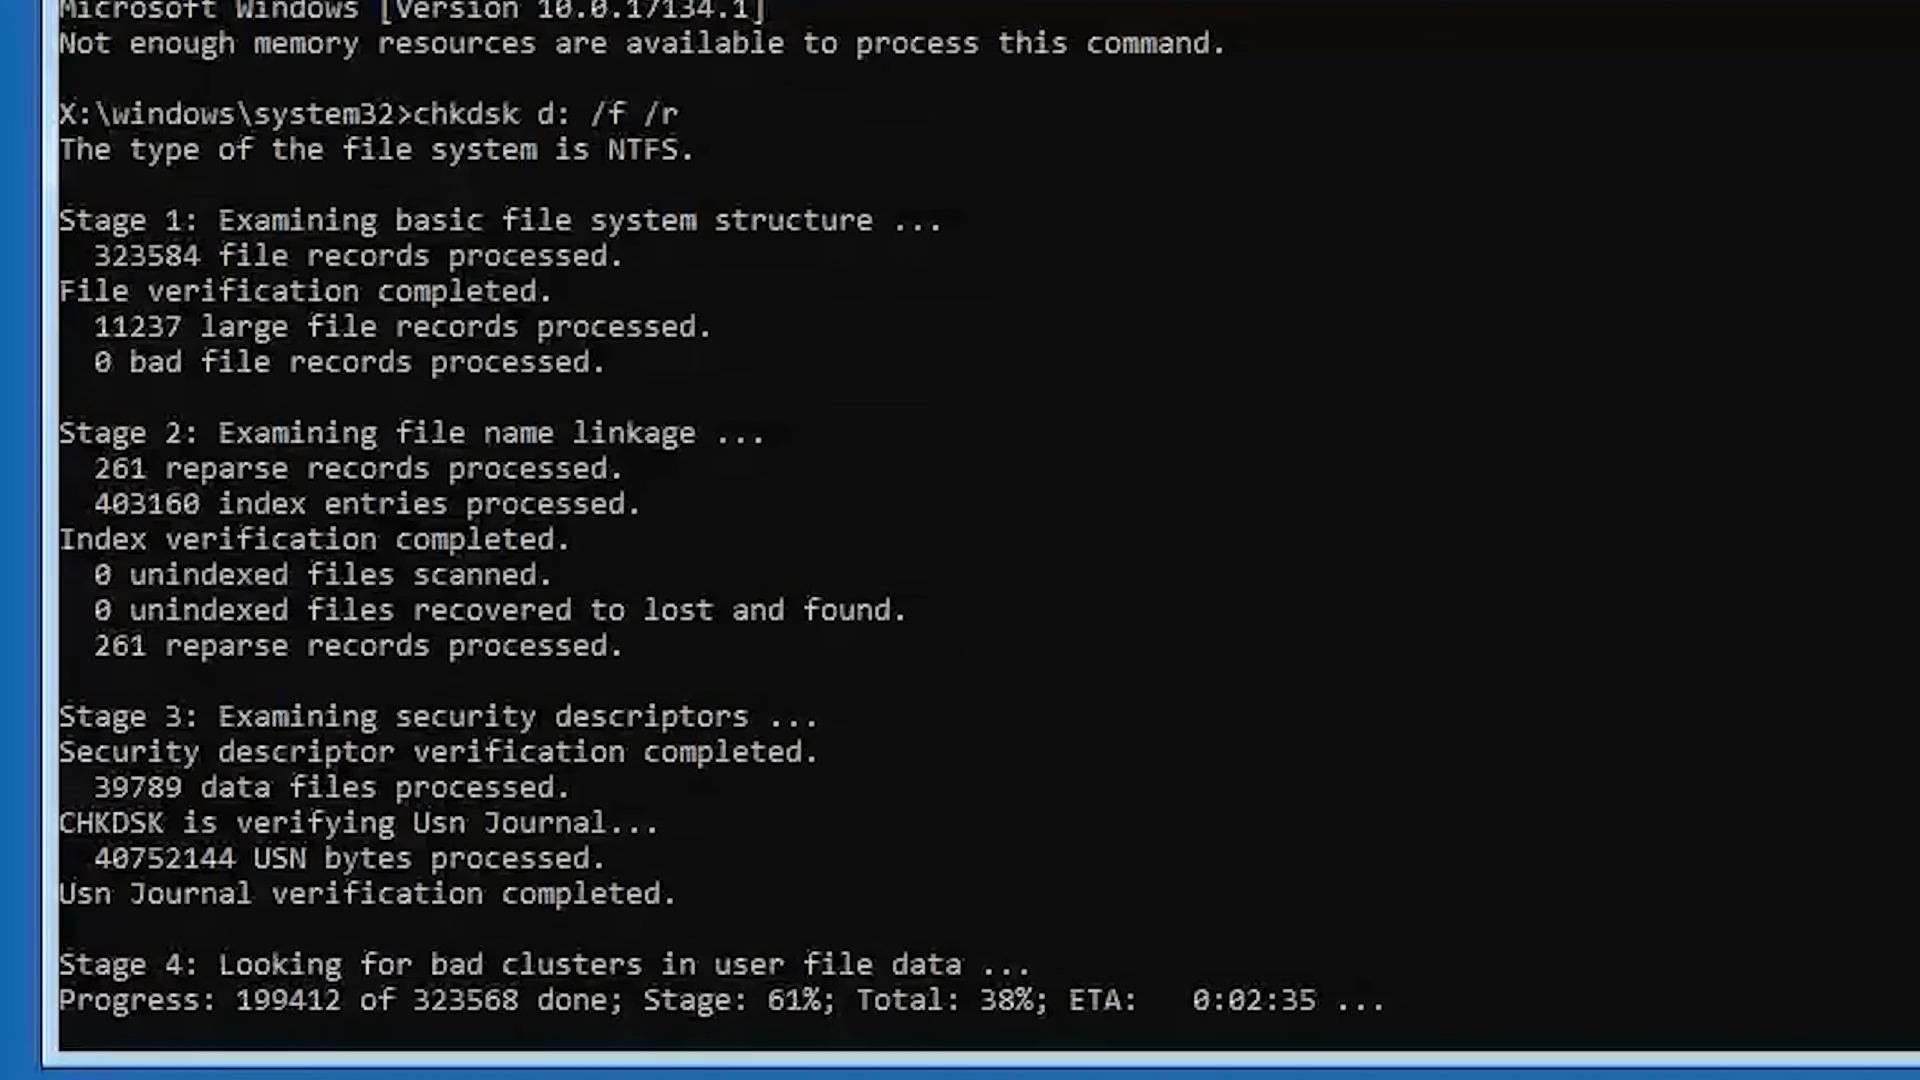 Microsoft Windows [Version 10.0.17134.1]
Not enough memory resources are available to process this command.
X:\windows\system32>chkdsk d: /f /r
The type of the file system is NTFS.
Stage 1: Examining basic file system structure ...
323584 file records processed.
File verification completed.
11237 large file records processed.
0 bad file records processed.
Stage 2: Examining file name linkage ...
261 reparse records processed.
403160 index entries processed.
Index verification completed.
0 unindexed files scanned.
0 unindexed files recovered to lost and found.
261 reparse records processed.
Stage 3: Examining security descriptors ...
Security descriptor verification completed.
39789 data files processed.
CHKDSK is verifying Usn Journal...
40752144 USN bytes processed.
Usn Journal verification completed.
Stage 4: Looking for bad clusters in user file data ...
Progress: 199412 of 323568 done; Stage: 61%; Total: 38%; ETA:   0:02:35 ...